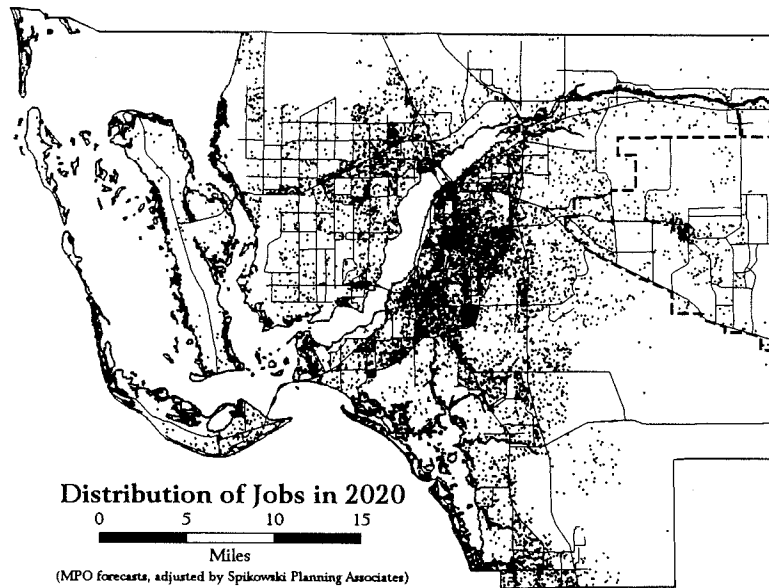 Distribution of Jobs in 2020
0 5 10 15
Miles
(MPO forecasts, adjusted by Spikowski Planning Associates)